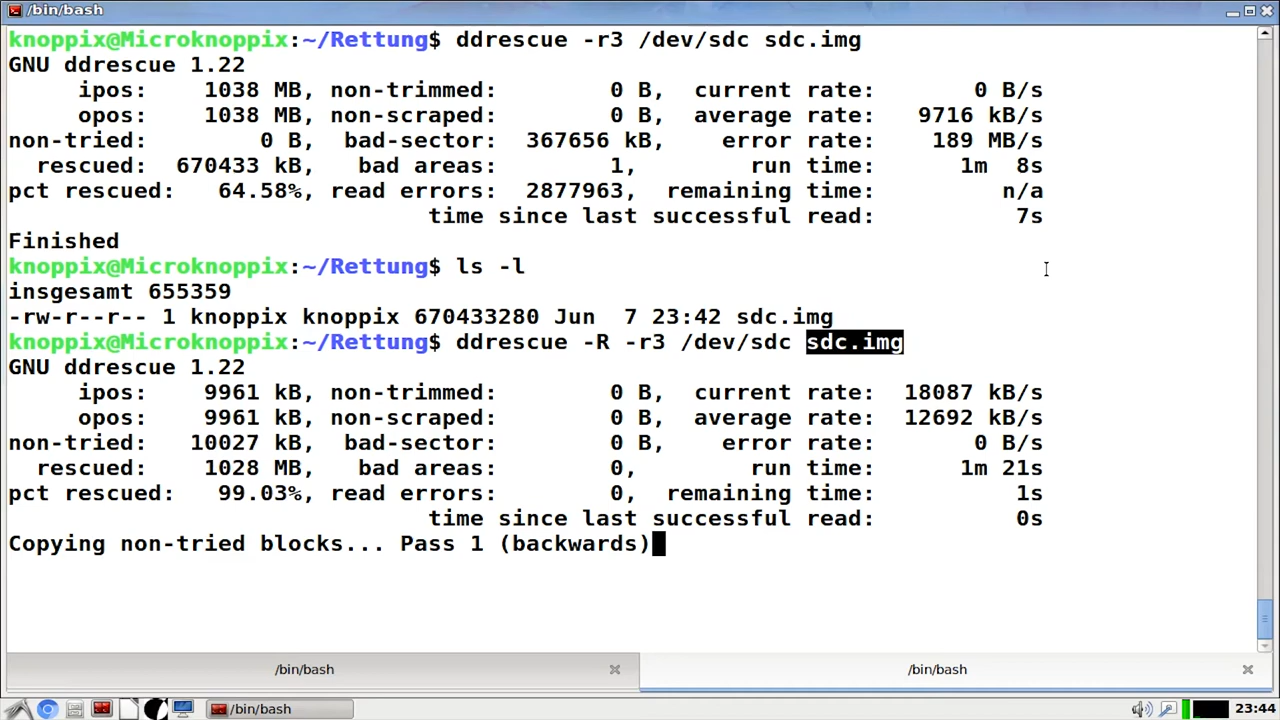 /bin/bash
knoppix@Microknoppix:~/Rettung$ ddrescue -r3 /dev/sdc sdc.img
GNU ddrescue 1.22
ipos: 1038 MB, non-trimmed: 0 B, current rate: 0 B/s
opos: 1038 MB, non-scraped: 0 B, average rate: 9716 kB/s
non-tried: 0 B, bad-sector: 367656 kB, error rate: 189 MB/s
rescued: 670433 kB, bad areas: 1, run time: 1m 8s
pct rescued: 64.58%, read errors: 2877963, remaining time: n/a
time since last successful read: 7s
Finished
knoppix@Microknoppix:~/Rettung$ ls -l
insgesamt 655359
-rw-r--r-- 1 knoppix knoppix 670433280 Jun 7 23:42 sdc.img
knoppix@Microknoppix:~/Rettung$ ddrescue -R -r3 /dev/sdc sdc.img
GNU ddrescue 1.22
ipos: 9961 kB, non-trimmed: 0 B, current rate: 18087 kB/s
opos: 9961 kB, non-scraped: 0 B, average rate: 12692 kB/s
non-tried: 10027 kB, bad-sector: 0 B, error rate: 0 B/s
rescued: 1028 MB, bad areas: 0, run time: 1m 21s
pct rescued: 99.03%, read errors: 0, remaining time: 1s
time since last successful read: 0s
Copying non-tried blocks... Pass 1 (backwards)
/bin/bash /bin/bash
/bin/bash 23:44